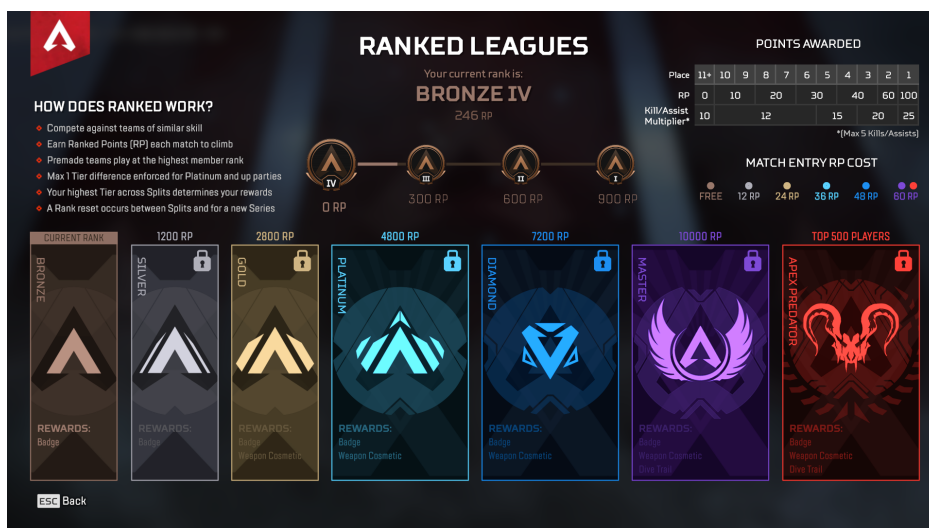 RANKED LEAGUES
Your current rank is:
BRONZE IV
246 RP
HOW DOES RANKED WORK?
Compete against teams of similar skill
Earn Ranked Points [RP] each match to climb
Premade teams play at the highest member rank
Max 1 Tier difference enforced for Platinum and up parties
Your highest Tier across Splits determines your rewards
A Rank reset occurs between Splits and for a new Series
IV III II I
0 RP 300 RP 600 RP 900 RP
POINTS AWARDED
Place 11+ 10 9 8 7 6 5 4 3 2 1
RP 0 10 20 30 40 60 100
Kill/Assist
Multiplier* 10 12 15 20 25
*(Max 5 Kills/Assists)
MATCH ENTRY RP COST
FREE 12 RP 24 RP 36 RP 48 RP 60 RP
CURRENT RANK
BRONZE
REWARDS:
Badge
1200 RP
SILVER
REWARDS:
Badge
2800 RP
GOLD
REWARDS:
Badge
Weapon Cosmetic
4800 RP
PLATINUM
REWARDS:
Badge
Weapon Cosmetic
7200 RP
DIAMOND
REWARDS:
Badge
Weapon Cosmetic
10000 RP
MASTER
REWARDS:
Badge
Weapon Cosmetic
Dive Trail
TOP 500 PLAYERS
APEX PREDATOR
REWARDS:
Badge
Weapon Cosmetic
Dive Trail
ESC Back